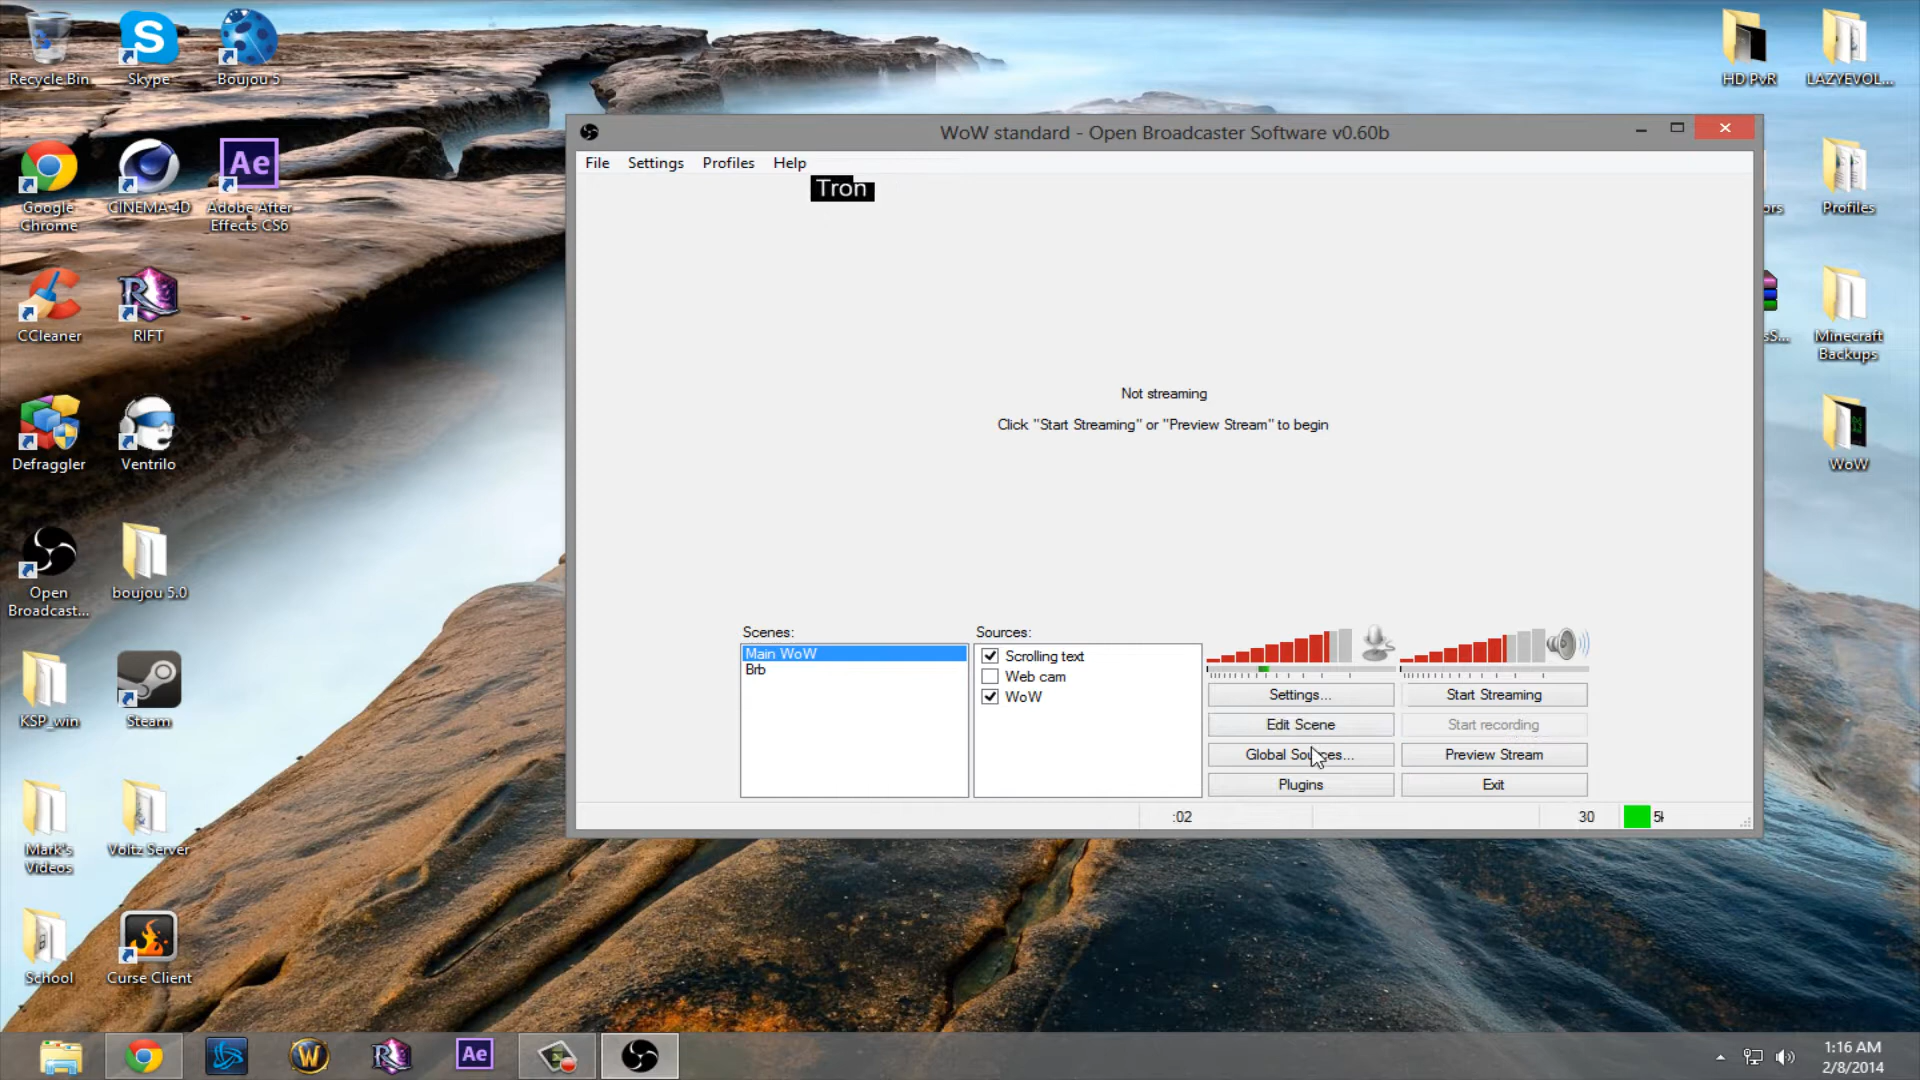 Recycle Bin
Skype
Boujou 5
HD PvR
LAZYEVOL...
Google
Chrome
CINEMA 4D
Adobe After
Effects CS6
Profiles
CCleaner
RIFT
Minecraft
Backups
Defraggler
Ventrilo
WoW
Open
Broadcast...
boujou 5.0
KSP_win
Steam
Mark's
Videos
Voltz Server
School
Curse Client
WoW standard - Open Broadcaster Software v0.60b
File Settings Profiles Help
Tron
Not streaming
Click "Start Streaming" or "Preview Stream" to begin
Scenes:
Main WoW
Brb
Sources:
Scrolling text
Web cam
WoW
Settings...
Start Streaming
Edit Scene
Start recording
Preview Stream
Plugins
Exit
:02
30
Ae
Ae
1:16 AM
2/8/2014